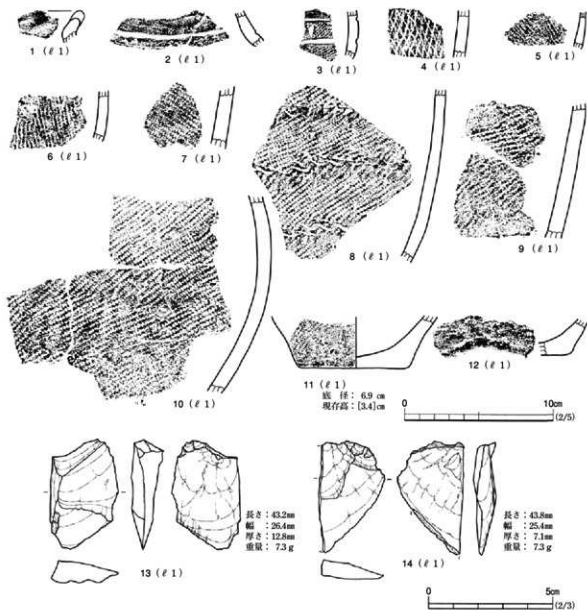 1 (ℓ 1)
2 (ℓ 1)
3 (ℓ 1)
4 (ℓ 1)
5 (ℓ 1)
6 (ℓ 1)
7 (ℓ 1)
8 (ℓ 1)
9 (ℓ 1)
10 (ℓ 1)
11 (ℓ 1)
底 径： 6.9 cm
現存高：[3.4]cm
12 (ℓ 1)
0 10cm
(2/5)
長さ：43.2mm
幅 ：26.4mm
厚さ：12.8mm
重量： 7.3 g
13 (ℓ 1)
長さ：43.8mm
幅 ：25.4mm
厚さ： 7.1mm
重量： 7.3 g
14 (ℓ 1)
0 5cm
(2/3)